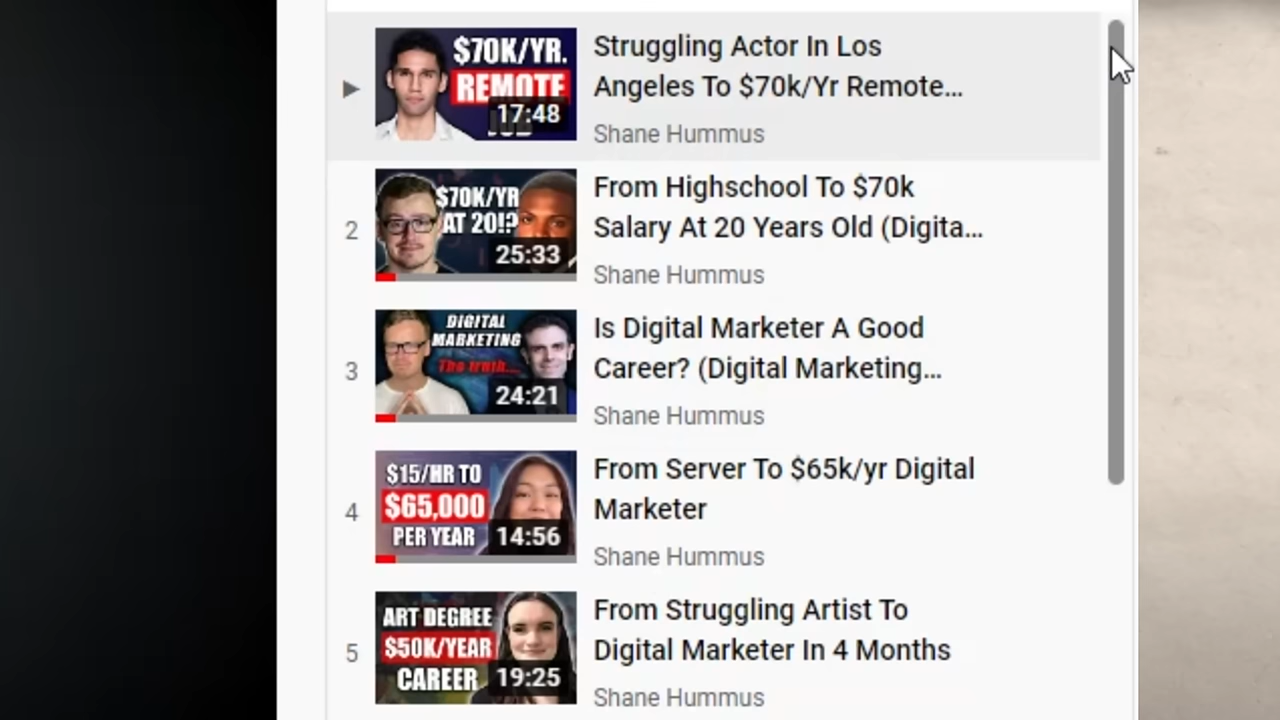 $70K/YR.
REMOTE
17:48
Struggling Actor In Los
Angeles To $70k/Yr Remote...
Shane Hummus
2
$70K/YR
AT 20!?
25:33
From Highschool To $70k
Salary At 20 Years Old (Digita...
Shane Hummus
3
DIGITAL
MARKETING
The truth...
24:21
Is Digital Marketer A Good
Career? (Digital Marketing...
Shane Hummus
4
$15/HR TO
$65,000
PER YEAR
14:56
From Server To $65k/yr Digital
Marketer
Shane Hummus
5
ART DEGREE
$50K/YEAR
CAREER
19:25
From Struggling Artist To
Digital Marketer In 4 Months
Shane Hummus